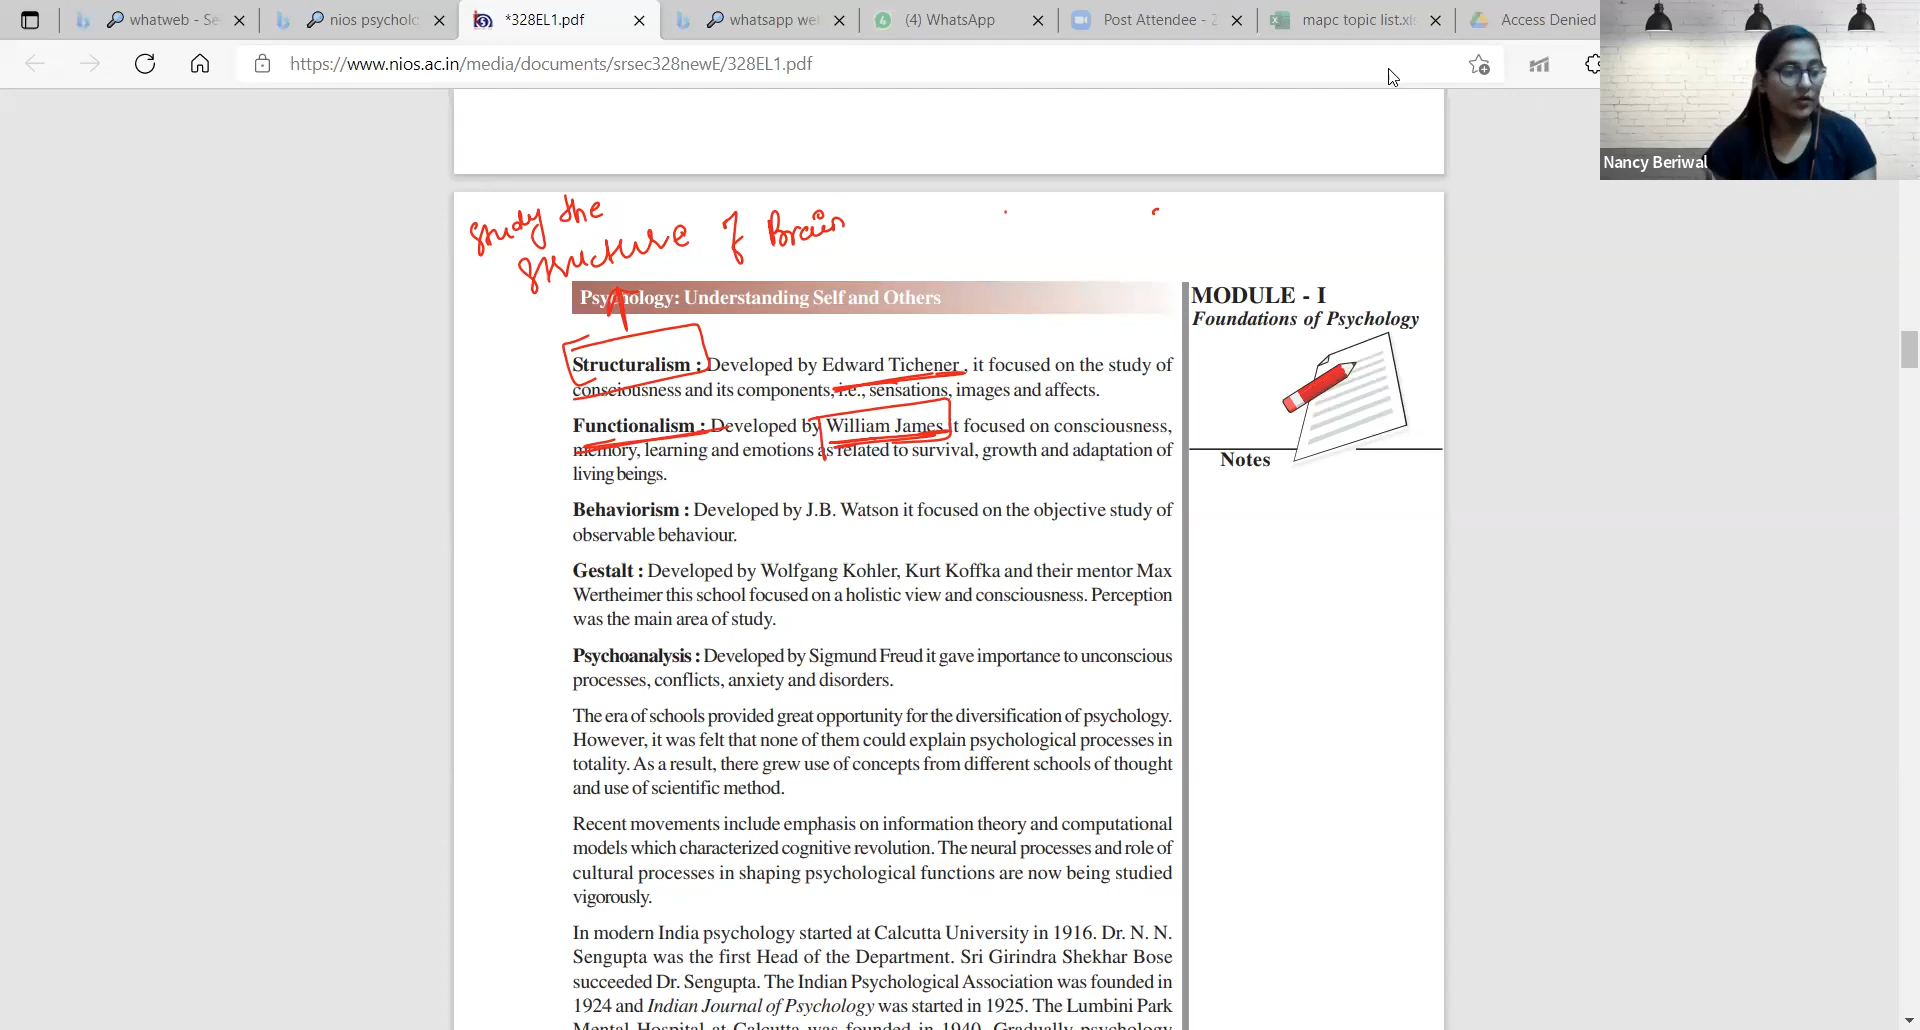 whatweb - Se
nios psycholo
*328EL1.pdf
whatsapp we
(4) WhatsApp
Post Attendee - Z
mapc topic list.xls
Access Denied
https://www.nios.ac.in/media/documents/srsec328newE/328EL1.pdf
Nancy Beriwal
study the
structure of Brain
Psychology: Understanding Self and Others
MODULE - I
Foundations of Psychology
Notes
Structuralism : Developed by Edward Tichener, it focused on the study of
consciousness and its components, i.e., sensations, images and affects.
Functionalism : Developed by William James it focused on consciousness,
memory, learning and emotions as related to survival, growth and adaptation of
living beings.
Behaviorism : Developed by J.B. Watson it focused on the objective study of
observable behaviour.
Gestalt : Developed by Wolfgang Kohler, Kurt Koffka and their mentor Max
Wertheimer this school focused on a holistic view and consciousness. Perception
was the main area of study.
Psychoanalysis : Developed by Sigmund Freud it gave importance to unconscious
processes, conflicts, anxiety and disorders.
The era of schools provided great opportunity for the diversification of psychology.
However, it was felt that none of them could explain psychological processes in
totality. As a result, there grew use of concepts from different schools of thought
and use of scientific method.
Recent movements include emphasis on information theory and computational
models which characterized cognitive revolution. The neural processes and role of
cultural processes in shaping psychological functions are now being studied
vigorously.
In modern India psychology started at Calcutta University in 1916. Dr. N. N.
Sengupta was the first Head of the Department. Sri Girindra Shekhar Bose
succeeded Dr. Sengupta. The Indian Psychological Association was founded in
1924 and Indian Journal of Psychology was started in 1925. The Lumbini Park
Mental Hospital at Calcutta was founded in 1940. Gradually psychology